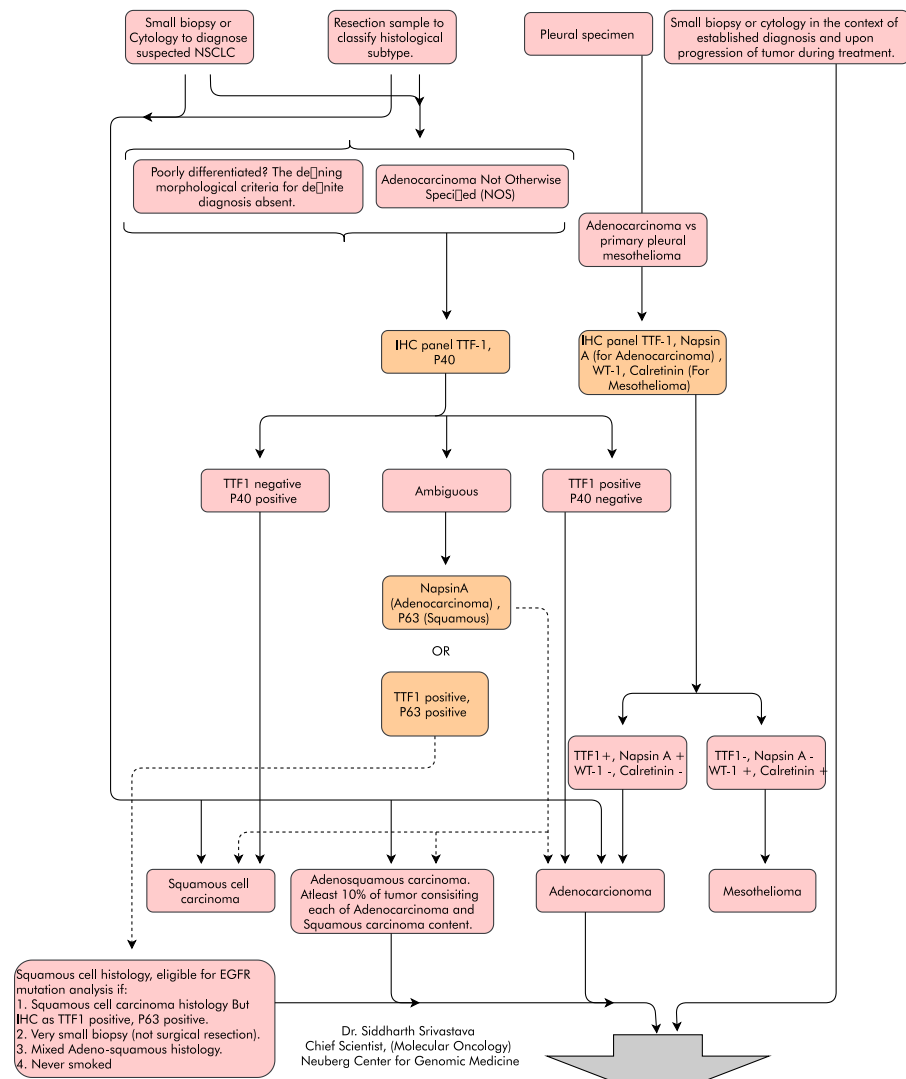 Small biopsy or
Cytology to diagnose
suspected NSCLC
Resection sample to
classify histological
subtype.
Pleural specimen
Small biopsy or cytology in the context of
established diagnosis and upon
progression of tumor during treatment.
Poorly differentiated? The de▯ning
morphological criteria for de▯nite
diagnosis absent.
Adenocarcinoma Not Otherwise
Speci▯ed (NOS)
Adenocarcinoma vs
primary pleural
mesothelioma
IHC panel TTF-1,
P40
IHC panel TTF-1, Napsin
A (for Adenocarcinoma) ,
WT-1, Calretinin (For
Mesothelioma)
TTF1 negative
P40 positive
Ambiguous
TTF1 positive
P40 negative
NapsinA
(Adenocarcinoma) ,
P63 (Squamous)
OR
TTF1 positive,
P63 positive
TTF1+, Napsin A +
WT-1 -, Calretinin -
TTF1-, Napsin A -
WT-1 +, Calretinin +
Squamous cell
carcinoma
Adenosquamous carcinoma.
Atleast 10% of tumor consisiting
each of Adenocarcinoma and
Squamous carcinoma content.
Adenocarcionoma
Mesothelioma
Squamous cell histology, eligible for EGFR
mutation analysis if:
1. Squamous cell carcinoma histology But
IHC as TTF1 positive, P63 positive.
2. Very small biopsy (not surgical resection).
3. Mixed Adeno-squamous histology.
4. Never smoked
Dr. Siddharth Srivastava
Chief Scientist, (Molecular Oncology)
Neuberg Center for Genomic Medicine